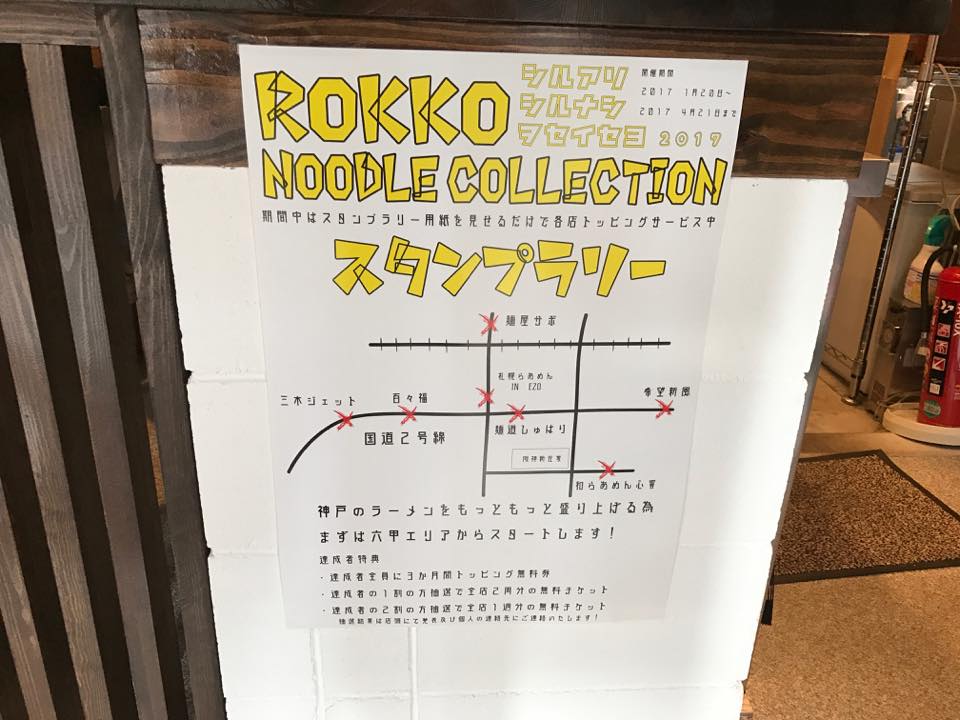 ROKKO
シルアリ
シルナシ
ヲセイセヨ 2017
開催期間
2017 1月20日～
2017 4月21日まで
NOODLE COLLECTION
期間中はスタンプラリー用紙を見せるだけで各店トッピングサービス中
スタンプラリー
麺屋サポ
札幌らあめん
IN EZO
希望新風
三木ジェット
百々福
国道2号線
麺道しゅはり
和らあめん心響
神戸のラーメンをもっともっと盛り上げる為
まずは六甲エリアからスタートします！
達成者特典
・達成者全員に3か月間トッピング無料券
・達成者の1割の方抽選で全店2周分の無料チケット
・達成者の2割の方抽選で全店1週分の無料チケット
抽選結果は店頭にて発表及び個人の連絡先にご連絡いたします！